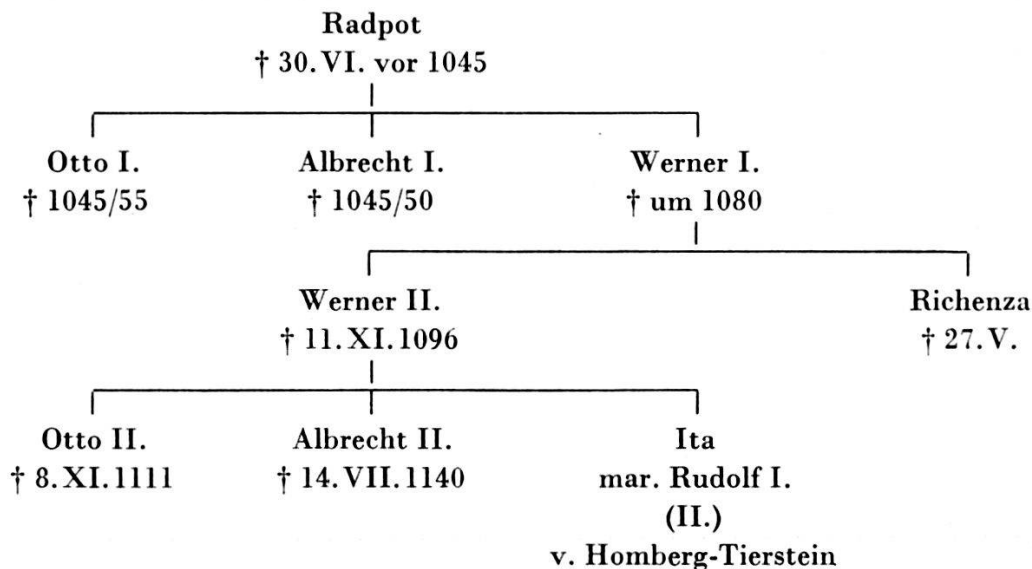 Radpot
† 30. VI. vor 1045
Otto I. Albrecht I. Werner I.
† 1045/55 † 1045/50 † um 1080
Werner II. Richenza
† 11. XI. 1096 † 27. V.
Otto II. Albrecht II. Ita
† 8. XI. 1111 † 14. VII. 1140 mar. Rudolf I.
(II.)
v. Homberg-Tierstein